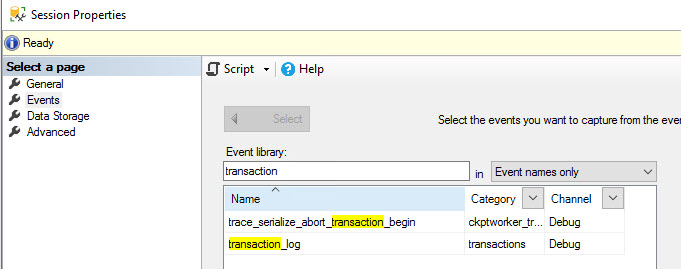 Session Properties
Ready
Select a page
General
Events
Data Storage
Advanced
Script
Help
Select
Select the events you want to capture from the eve
Event library:
transaction
in
Event names only
Name Category Channel
trace_serialize_abort_transaction_begin ckptworker_tr... Debug
transaction_log transactions Debug